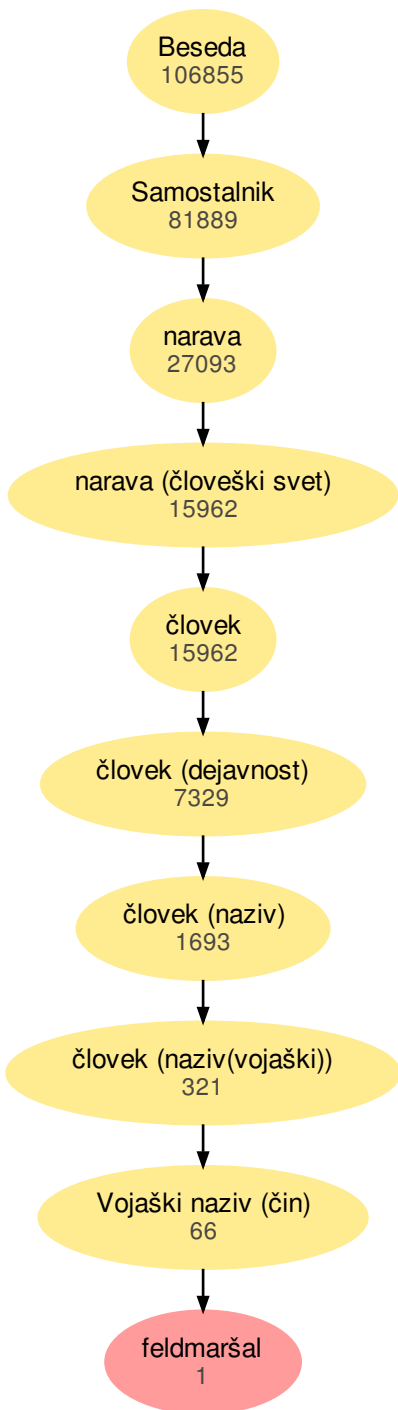 Beseda
106855
Samostalnik
81889
narava
27093
narava (človeški svet)
15962
človek
15962
človek (dejavnost)
7329
človek (naziv)
1693
človek (naziv(vojaški))
321
Vojaški naziv (čin)
66
feldmaršal
1